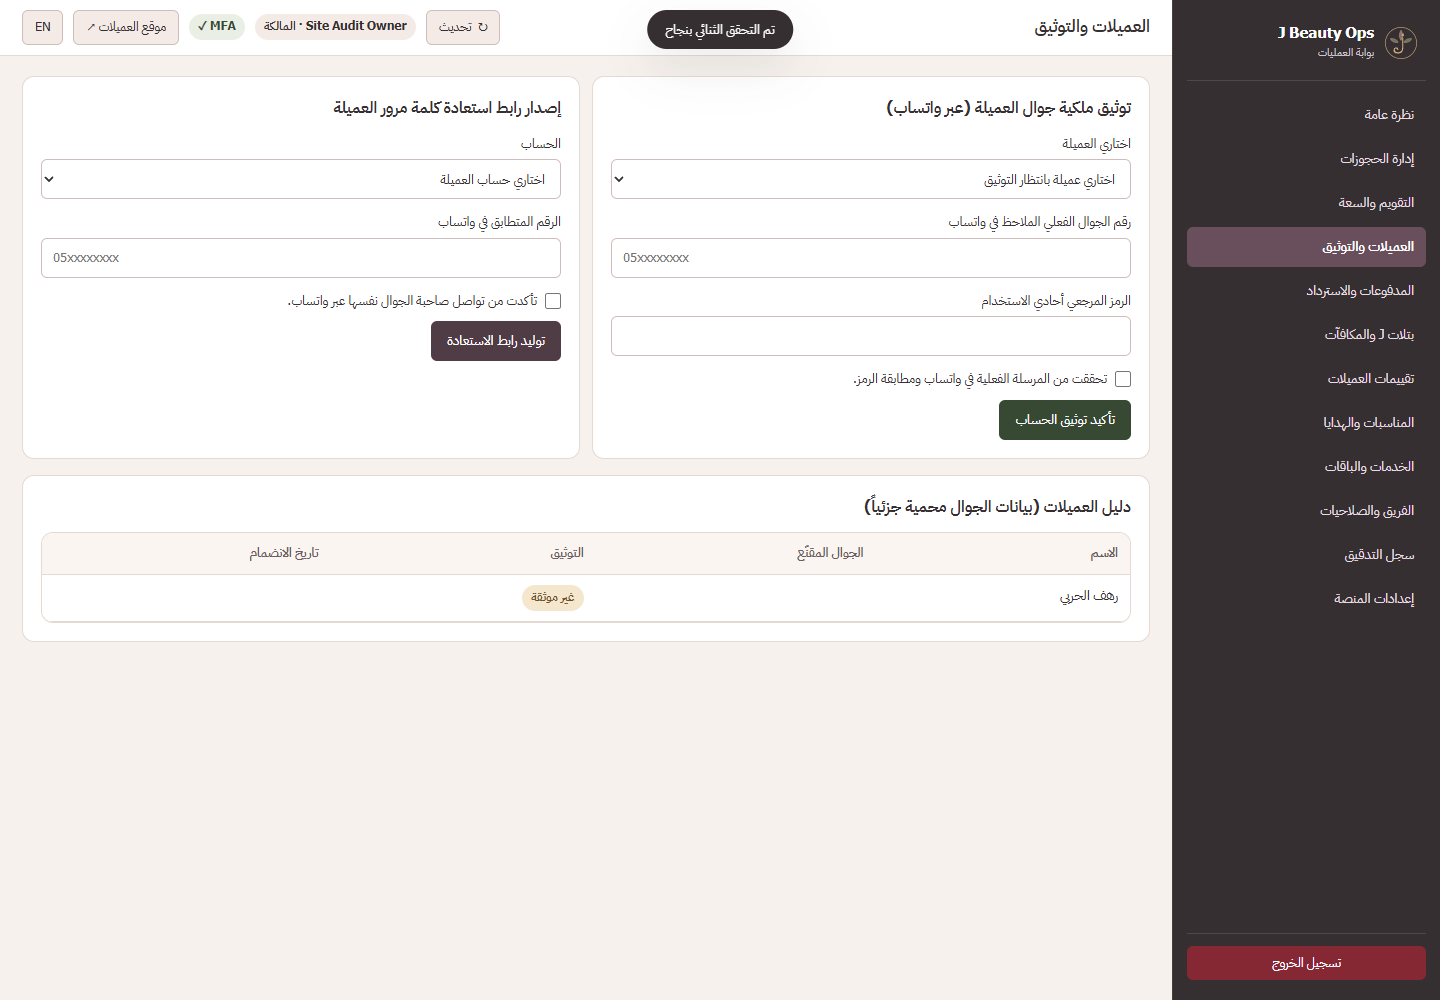 J Beauty Ops
بوابة العمليات
نظرة عامة
إدارة الحجوزات
التقويم والسعة
العميلات والتوثيق
المدفوعات والاسترداد
بتلات J والمكافآت
تقييمات العميلات
المناسبات والهدايا
الخدمات والباقات
الفريق والصلاحيات
سجل التدقيق
إعدادات المنصة
تسجيل الخروج
العميلات والتوثيق
تم التحقق الثنائي بنجاح
↻ تحديث
Site Audit Owner · المالكة
MFA ✓
موقع العميلات ↗
EN
توثيق ملكية جوال العميلة (عبر واتساب)
اختاري العميلة
اختاري عميلة بانتظار التوثيق
رقم الجوال الفعلي الملاحظ في واتساب
05xxxxxxxx
الرمز المرجعي أحادي الاستخدام
تحققت من المرسلة الفعلية في واتساب ومطابقة الرمز.
تأكيد توثيق الحساب
إصدار رابط استعادة كلمة مرور العميلة
الحساب
اختاري حساب العميلة
الرقم المتطابق في واتساب
05xxxxxxxx
تأكدت من تواصل صاحبة الجوال نفسها عبر واتساب.
توليد رابط الاستعادة
دليل العميلات (بيانات الجوال محمية جزئياً)
الاسم الجوال المقنّع التوثيق تاريخ الانضمام
رهف الحربي غير موثقة